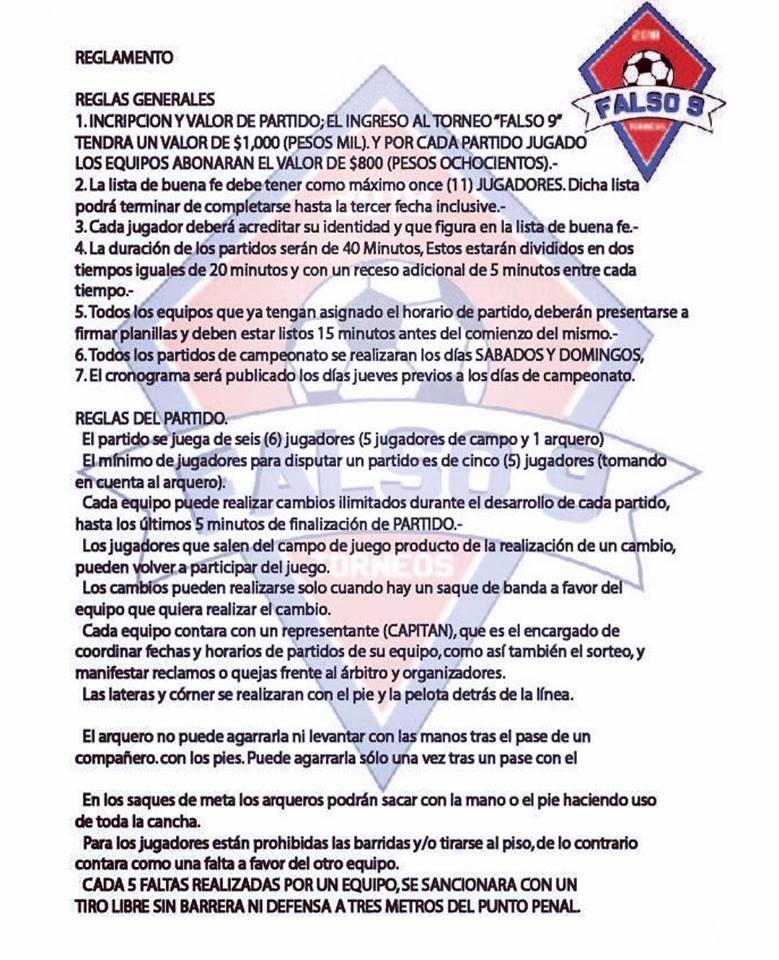 2018
FALSO 9
TORNEOS
REGLAMENTO
REGLAS GENERALES
1. INCRIPCION Y VALOR DE PARTIDO; EL INGRESO AL TORNEO "FALSO 9"
TENDRA UN VALOR DE $1,000 (PESOS MIL). Y POR CADA PARTIDO JUGADO
LOS EQUIPOS ABONARAN EL VALOR DE $800 (PESOS OCHOCIENTOS).-
2. La lista de buena fe debe tener como máximo once (11) JUGADORES. Dicha lista
podrá terminar de completarse hasta la tercer fecha inclusive.-
3. Cada jugador deberá acreditar su identidad y que figura en la lista de buena fe.-
4. La duración de los partidos serán de 40 Minutos, Estos estarán divididos en dos
tiempos iguales de 20 minutos y con un receso adicional de 5 minutos entre cada
tiempo.-
5. Todos los equipos que ya tengan asignado el horario de partido, deberán presentarse a
firmar planillas y deben estar listos 15 minutos antes del comienzo del mismo.-
6. Todos los partidos de campeonato se realizaran los días SABADOS Y DOMINGOS,
7. El cronograma será publicado los días jueves previos a los días de campeonato.
REGLAS DEL PARTIDO.
El partido se juega de seis (6) jugadores (5 jugadores de campo y 1 arquero)
El mínimo de jugadores para disputar un partido es de cinco (5) jugadores (tomando
en cuenta al arquero).
Cada equipo puede realizar cambios ilimitados durante el desarrollo de cada partido,
hasta los últimos 5 minutos de finalización de PARTIDO.-
Los jugadores que salen del campo de juego producto de la realización de un cambio,
pueden volver a participar del juego.
Los cambios pueden realizarse solo cuando hay un saque de banda a favor del
equipo que quiera realizar el cambio.
Cada equipo contara con un representante (CAPITAN), que es el encargado de
coordinar fechas y horarios de partidos de su equipo, como así también el sorteo, y
manifestar reclamos o quejas frente al árbitro y organizadores.
Las lateras y córner se realizaran con el pie y la pelota detrás de la línea.
El arquero no puede agarrarla ni levantar con las manos tras el pase de un
compañero. con los pies. Puede agarrarla sólo una vez tras un pase con el
En los saques de meta los arqueros podrán sacar con la mano o el pie haciendo uso
de toda la cancha.
Para los jugadores están prohibidas las barridas y/o tirarse al piso, de lo contrario
contara como una falta a favor del otro equipo.
CADA 5 FALTAS REALIZADAS POR UN EQUIPO, SE SANCIONARA CON UN
TIRO LIBRE SIN BARRERA NI DEFENSA A TRES METROS DEL PUNTO PENAL.
FALSO 9
TORNEOS